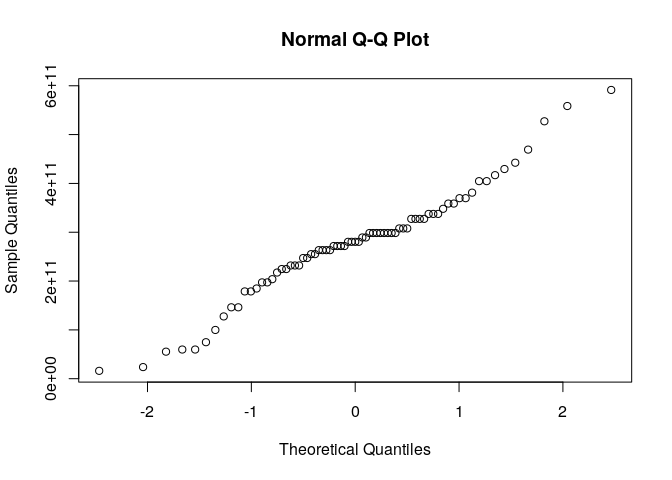 Normal Q-Q Plot
Sample Quantiles
6e+11
4e+11
2e+11
0e+00
-2 -1 0 1 2
Theoretical Quantiles